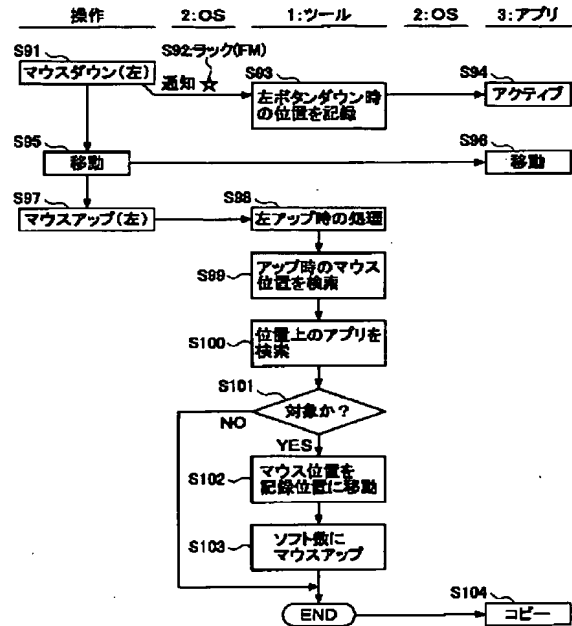 操作 2:OS 1:ツール 2:OS 3:アプリ
S91 S92 ラック(FM) S93 S94
マウスダウン(左) 通知 ☆ 左ボタンダウン時 アクティブ
の位置を記録
S95 S96
移動 移動
S97 S98
マウスアップ(左) 左アップ時の処理
S99 アップ時のマウス
位置を検索
S100 位置上のアプリを
検索
S101
対象か?
NO
YES
S102 マウス位置を
記録位置に移動
S103 ソフト数に
マウスアップ
S104
END コピー